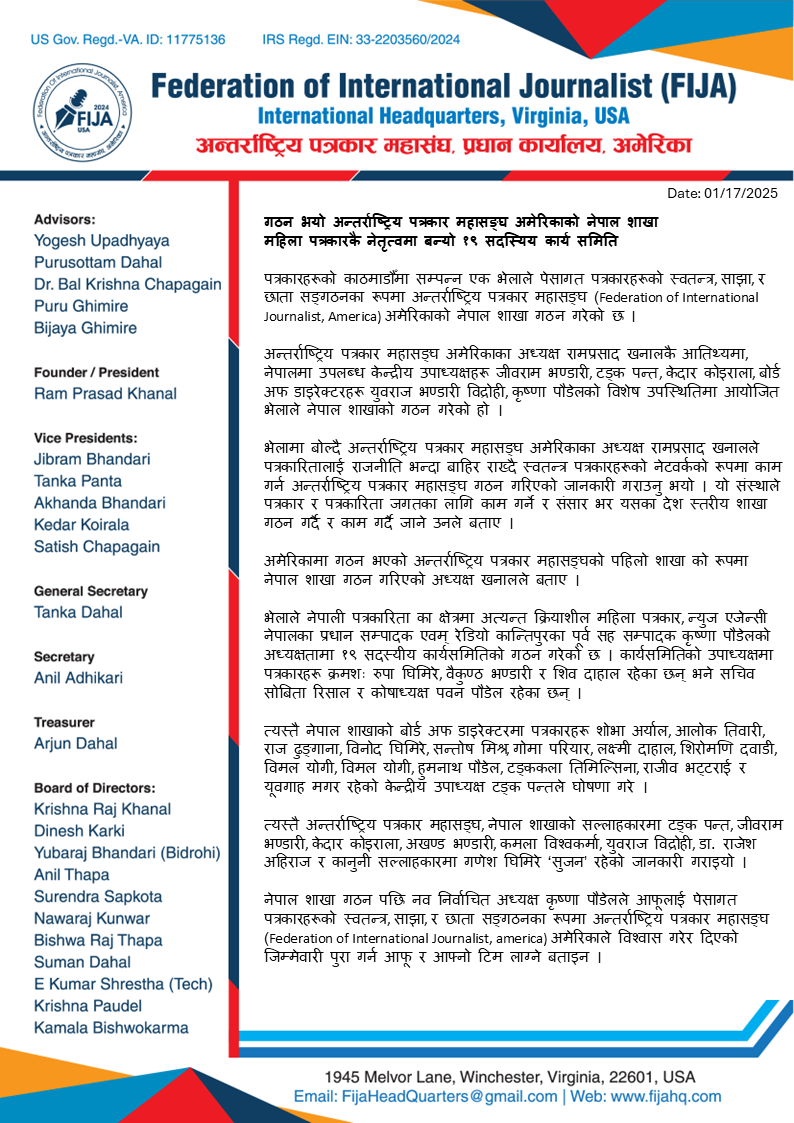 US Gov. Regd.-VA. ID: 11775136
IRS Regd. EIN: 33-2203560/2024
Federation Of International Journalist America
2024
FIJA
USA
अन्तर्राष्ट्रिय पत्रकार महासंघ, अमेरिका
Federation of International Journalist (FIJA)
International Headquarters, Virginia, USA
अन्तर्राष्ट्रिय पत्रकार महासंघ, प्रधान कार्यालय, अमेरिका
Date: 01/17/2025
Advisors:
Yogesh Upadhyaya
Purusottam Dahal
Dr. Bal Krishna Chapagain
Puru Ghimire
Bijaya Ghimire
Founder / President
Ram Prasad Khanal
Vice Presidents:
Jibram Bhandari
Tanka Panta
Akhanda Bhandari
Kedar Koirala
Satish Chapagain
General Secretary
Tanka Dahal
Secretary
Anil Adhikari
Treasurer
Arjun Dahal
Board of Directors:
Krishna Raj Khanal
Dinesh Karki
Yubaraj Bhandari (Bidrohi)
Anil Thapa
Surendra Sapkota
Nawaraj Kunwar
Bishwa Raj Thapa
Suman Dahal
E Kumar Shrestha (Tech)
Krishna Paudel
Kamala Bishwokarma
गठन भयो अन्तर्राष्ट्रिय पत्रकार महासङ्घ अमेरिकाको नेपाल शाखा
महिला पत्रकारकै नेतृत्वमा बन्यो १९ सदस्यिय कार्य समिति
पत्रकारहरूको काठमाडौँमा सम्पन्न एक भेलाले पेसागत पत्रकारहरूको स्वतन्त्र, साझा, र
छाता सङ्गठनका रूपमा अन्तर्राष्ट्रिय पत्रकार महासङ्घ (Federation of International
Journalist, America) अमेरिकाको नेपाल शाखा गठन गरेको छ ।
अन्तर्राष्ट्रिय पत्रकार महासङ्घ अमेरिकाका अध्यक्ष रामप्रसाद खनालकै आतिथ्यमा,
नेपालमा उपलब्ध केन्द्रीय उपाध्यक्षहरू जीवराम भण्डारी, टङ्क पन्त, केदार कोइराला, बोर्ड
अफ डाइरेक्टरहरू युवराज भण्डारी विद्रोही, कृष्णा पौडेलको विशेष उपस्थितिमा आयोजित
भेलाले नेपाल शाखाको गठन गरेको हो ।
भेलामा बोल्दै अन्तर्राष्ट्रिय पत्रकार महासङ्घ अमेरिकाका अध्यक्ष रामप्रसाद खनालले
पत्रकारितालाई राजनीति भन्दा बाहिर राख्दै स्वतन्त्र पत्रकारहरूको नेटवर्कको रूपमा काम
गर्न अन्तर्राष्ट्रिय पत्रकार महासङ्घ गठन गरिएको जानकारी गराउनु भयो । यो संस्थाले
पत्रकार र पत्रकारिता जगतका लागि काम गर्ने र संसार भर यसका देश स्तरीय शाखा
गठन गर्दै र काम गर्दै जाने उनले बताए ।
अमेरिकामा गठन भएको अन्तर्राष्ट्रिय पत्रकार महासङ्घको पहिलो शाखा को रूपमा
नेपाल शाखा गठन गरिएको अध्यक्ष खनालले बताए ।
भेलाले नेपाली पत्रकारिता का क्षेत्रमा अत्यन्त क्रियाशील महिला पत्रकार, न्युज एजेन्सी
नेपालका प्रधान सम्पादक एवम् रेडियो कान्तिपुरका पूर्व सह सम्पादक कृष्णा पौडेलको
अध्यक्षतामा १९ सदस्यीय कार्यसमितिको गठन गरेको छ । कार्यसमितिको उपाध्यक्षमा
पत्रकारहरू क्रमशः रुपा घिमिरे, वैकुण्ठ भण्डारी र शिव दाहाल रहेका छन् भने सचिव
सोबिता रिसाल र कोषाध्यक्ष पवन पौडेल रहेका छन् ।
त्यस्तै नेपाल शाखाको बोर्ड अफ डाइरेक्टरमा पत्रकारहरू शोभा अर्याल, आलोक तिवारी,
राज ढुङ्गाना, विनोद घिमिरे, सन्तोष मिश्र, गोमा परियार, लक्ष्मी दाहाल, शिरोमणि दवाडी,
विमल योगी, विमल योगी, हुमनाथ पौडेल, टङ्ककला तिमिल्सिना, राजीव भट्टराई र
यूवगाह मगर रहेको केन्द्रीय उपाध्यक्ष टङ्क पन्तले घोषणा गरे ।
त्यस्तै अन्तर्राष्ट्रिय पत्रकार महासङ्घ, नेपाल शाखाको सल्लाहकारमा टङ्क पन्त, जीवराम
भण्डारी, केदार कोइराला, अखण्ड भण्डारी, कमला विश्वकर्मा, युवराज विद्रोही, डा. राजेश
अहिराज र कानुनी सल्लाहकारमा गणेश घिमिरे ‘सुजन’ रहेको जानकारी गराइयो ।
नेपाल शाखा गठन पछि नव निर्वाचित अध्यक्ष कृष्णा पौडेलले आफूलाई पेसागत
पत्रकारहरूको स्वतन्त्र, साझा, र छाता सङ्गठनका रूपमा अन्तर्राष्ट्रिय पत्रकार महासङ्घ
(Federation of International Journalist, america) अमेरिकाले विश्वास गरेर दिएको
जिम्मेवारी पुरा गर्न आफू र आफ्नो टिम लाग्ने बताइन ।
1945 Melvor Lane, Winchester, Virginia, 22601, USA
Email: FijaHeadQuarters@gmail.com | Web: www.fijahq.com